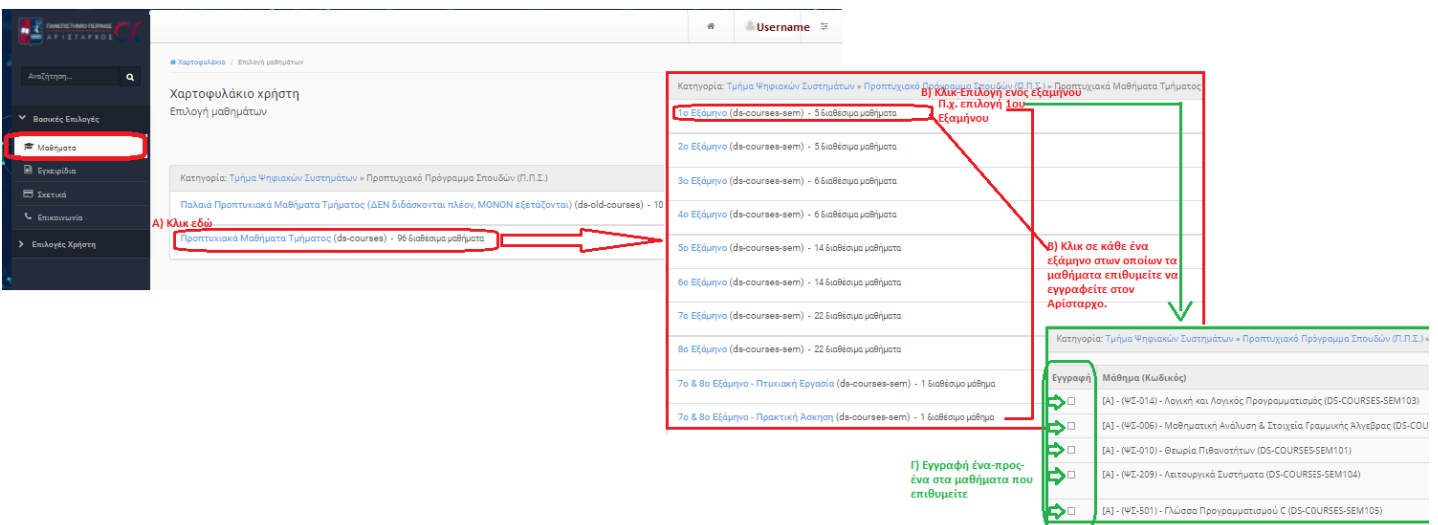 ΠΑΝΕΠΙΣΤΗΜΙΟ ΠΕΙΡΑΙΩΣ
ΑΡΙΣΤΑΡΧΟΣ
Αναζήτηση...
Βασικές Επιλογές
Μαθήματα
Εγχειρίδια
Σχετικά
Επικοινωνία
Επιλογές Χρήστη
Username
Χαρτοφυλάκιο / Επιλογή μαθημάτων
Χαρτοφυλάκιο χρήστη
Επιλογή μαθημάτων
Κατηγορία: Τμήμα Ψηφιακών Συστημάτων » Προπτυχιακό Πρόγραμμα Σπουδών (Π.Π.Σ.)
Παλαιά Προπτυχιακά Μαθήματα Τμήματος (ΔΕΝ διδάσκονται πλέον, ΜΟΝΟΝ εξετάζονται) (ds-old-courses) - 10
Α) Κλικ εδώ
Προπτυχιακά Μαθήματα Τμήματος (ds-courses) - 96 διαθέσιμα μαθήματα
Κατηγορία: Τμήμα Ψηφιακών Συστημάτων » Προπτυχιακό Πρόγραμμα Σπουδών (Π.Π.Σ.) » Προπτυχιακά Μαθήματα Τμήματος
Β) Κλικ-Επιλογή ενός εξαμήνου
Π.χ. επιλογή 1ου
Εξαμήνου
1ο Εξάμηνο (ds-courses-sem) - 5 διαθέσιμα μαθήματα
2ο Εξάμηνο (ds-courses-sem) - 5 διαθέσιμα μαθήματα
3ο Εξάμηνο (ds-courses-sem) - 6 διαθέσιμα μαθήματα
4ο Εξάμηνο (ds-courses-sem) - 6 διαθέσιμα μαθήματα
5ο Εξάμηνο (ds-courses-sem) - 14 διαθέσιμα μαθήματα
6ο Εξάμηνο (ds-courses-sem) - 14 διαθέσιμα μαθήματα
7ο Εξάμηνο (ds-courses-sem) - 22 διαθέσιμα μαθήματα
8ο Εξάμηνο (ds-courses-sem) - 22 διαθέσιμα μαθήματα
7ο & 8ο Εξάμηνο - Πτυχιακή Εργασία (ds-courses-sem) - 1 διαθέσιμο μάθημα
7ο & 8ο Εξάμηνο - Πρακτική Άσκηση (ds-courses-sem) - 1 διαθέσιμο μάθημα
Β) Κλικ σε κάθε ένα
εξάμηνο στων οποίων τα
μαθήματα επιθυμείτε να
εγγραφείτε στον
Αρίσταρχο.
Κατηγορία: Τμήμα Ψηφιακών Συστημάτων » Προπτυχιακό Πρόγραμμα Σπουδών (Π.Π.Σ.) »
Εγγραφή Μάθημα (Κωδικός)
[Α] - (ΨΣ-014) - Λογική και Λογικός Προγραμματισμός (DS-COURSES-SEM103)
[Α] - (ΨΣ-006) - Μαθηματική Ανάλυση & Στοιχεία Γραμμικής Άλγεβρας (DS-COU
[Α] - (ΨΣ-010) - Θεωρία Πιθανοτήτων (DS-COURSES-SEM101)
[Α] - (ΨΣ-209) - Λειτουργικά Συστήματα (DS-COURSES-SEM104)
[Α] - (ΨΣ-501) - Γλώσσα Προγραμματισμού C (DS-COURSES-SEM105)
Γ) Εγγραφή ένα-προς-
ένα στα μαθήματα που
επιθυμείτε